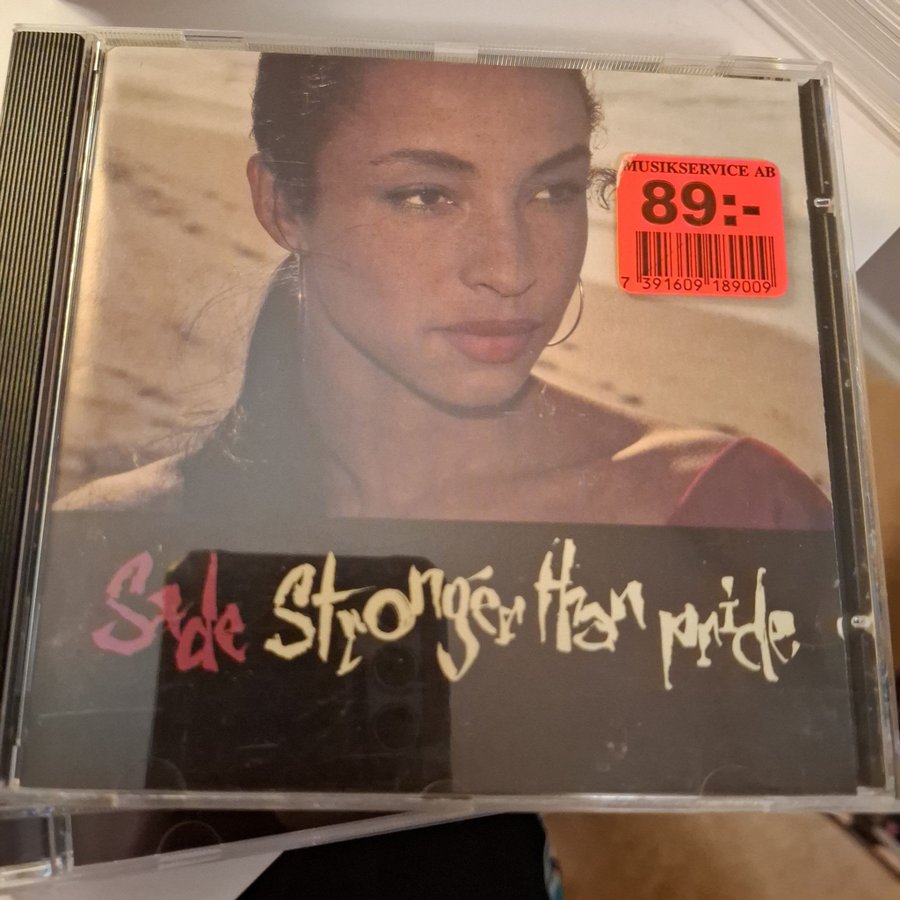 MUSIKSERVICE AB
89:-
7 391609 189009
Sade Stronger Than pride